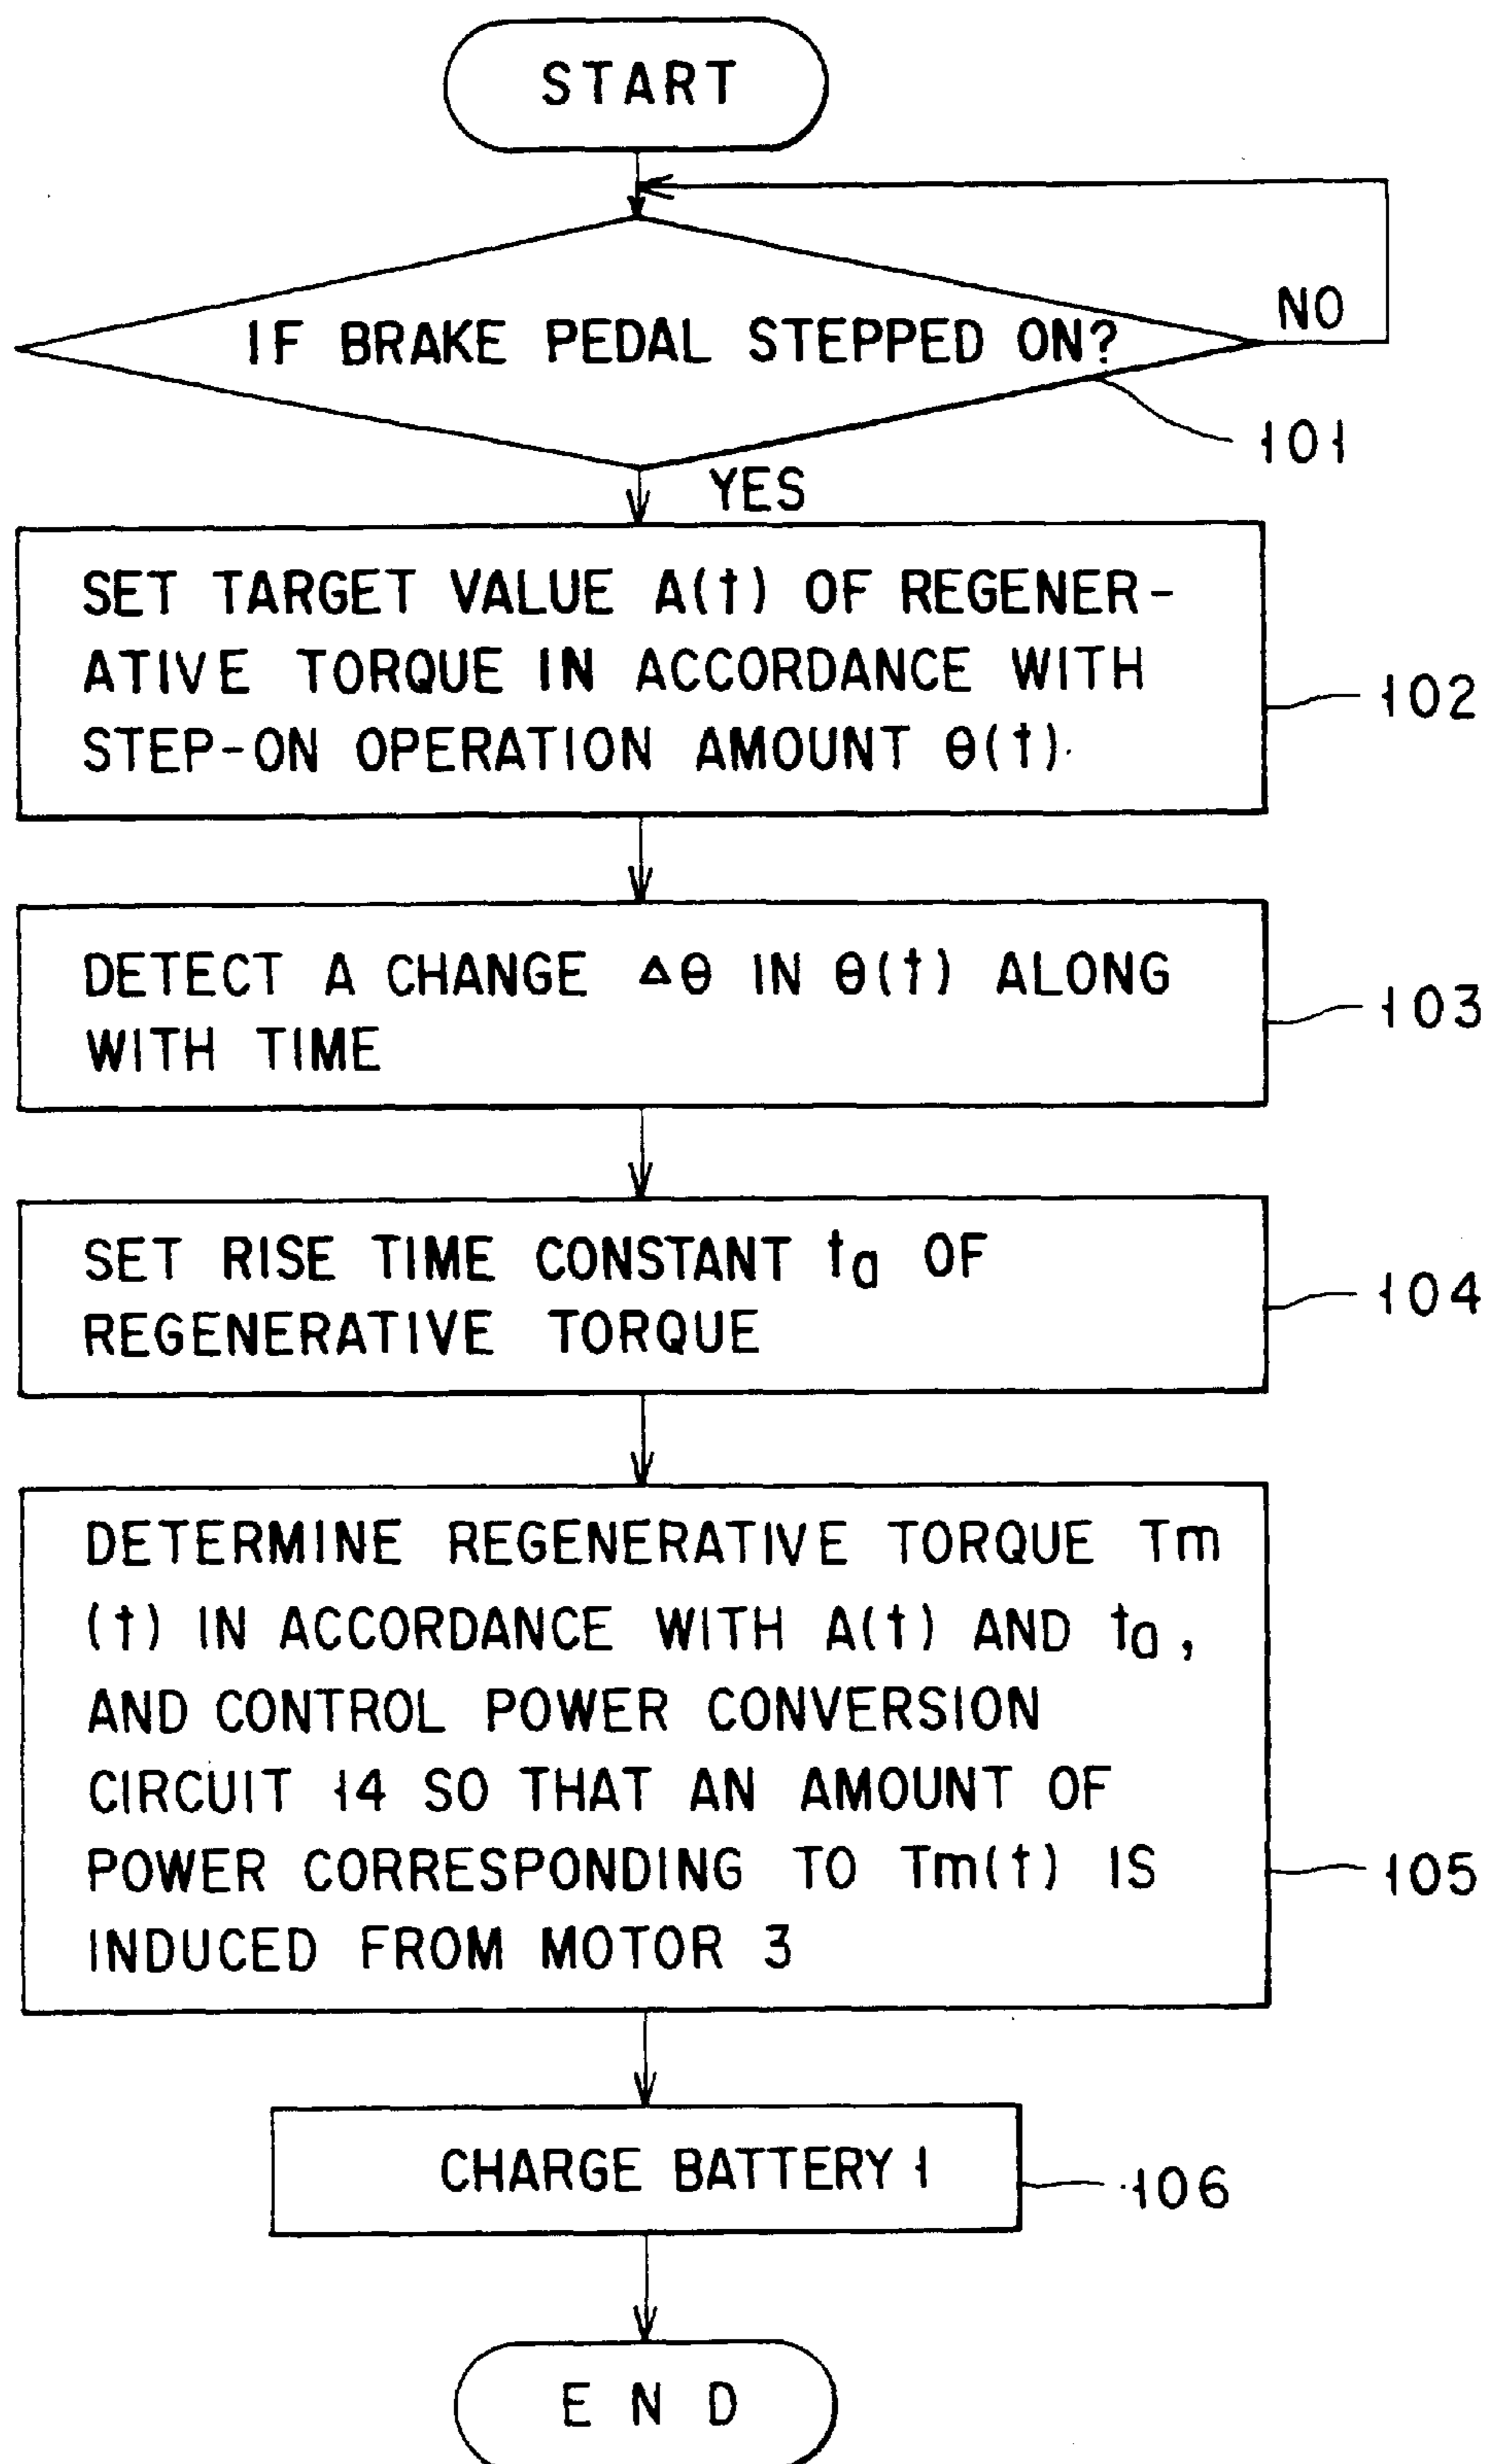 START
IF BRAKE PEDAL STEPPED ON?
NO
101
YES
SET TARGET VALUE A(t) OF REGENER-
ATIVE TORQUE IN ACCORDANCE WITH
STEP-ON OPERATION AMOUNT θ(t).
102
DETECT A CHANGE Δθ IN θ(t) ALONG
WITH TIME
103
SET RISE TIME CONSTANT ta OF
REGENERATIVE TORQUE
104
DETERMINE REGENERATIVE TORQUE Tm
(t) IN ACCORDANCE WITH A(t) AND ta,
AND CONTROL POWER CONVERSION
CIRCUIT 14 SO THAT AN AMOUNT OF
POWER CORRESPONDING TO Tm(t) IS
INDUCED FROM MOTOR 3
105
CHARGE BATTERY 1
106
END